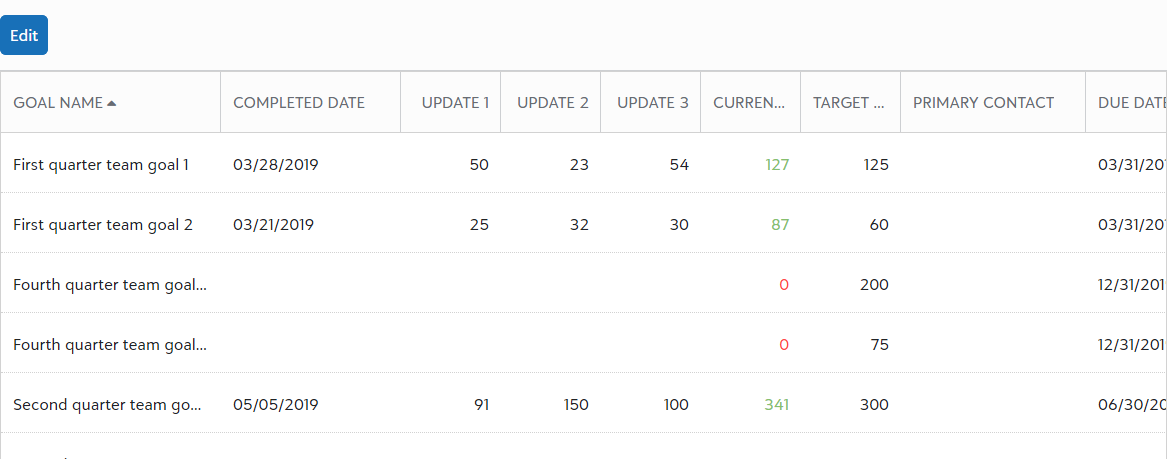 Edit
GOAL NAME COMPLETED DATE UPDATE 1 UPDATE 2 UPDATE 3 CURREN... TARGET ... PRIMARY CONTACT DUE DATE
First quarter team goal 1 03/28/2019 50 23 54 127 125 03/31/201
First quarter team goal 2 03/21/2019 25 32 30 87 60 03/31/201
Fourth quarter team goal... 0 200 12/31/201
Fourth quarter team goal... 0 75 12/31/201
Second quarter team go... 05/05/2019 91 150 100 341 300 06/30/20